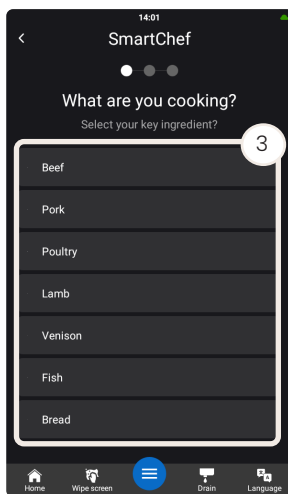 14:01
SmartChef
What are you cooking?
Select your key ingredient?
3
Beef
Pork
Poultry
Lamb
Venison
Fish
Bread
Home Wipe screen Drain Language